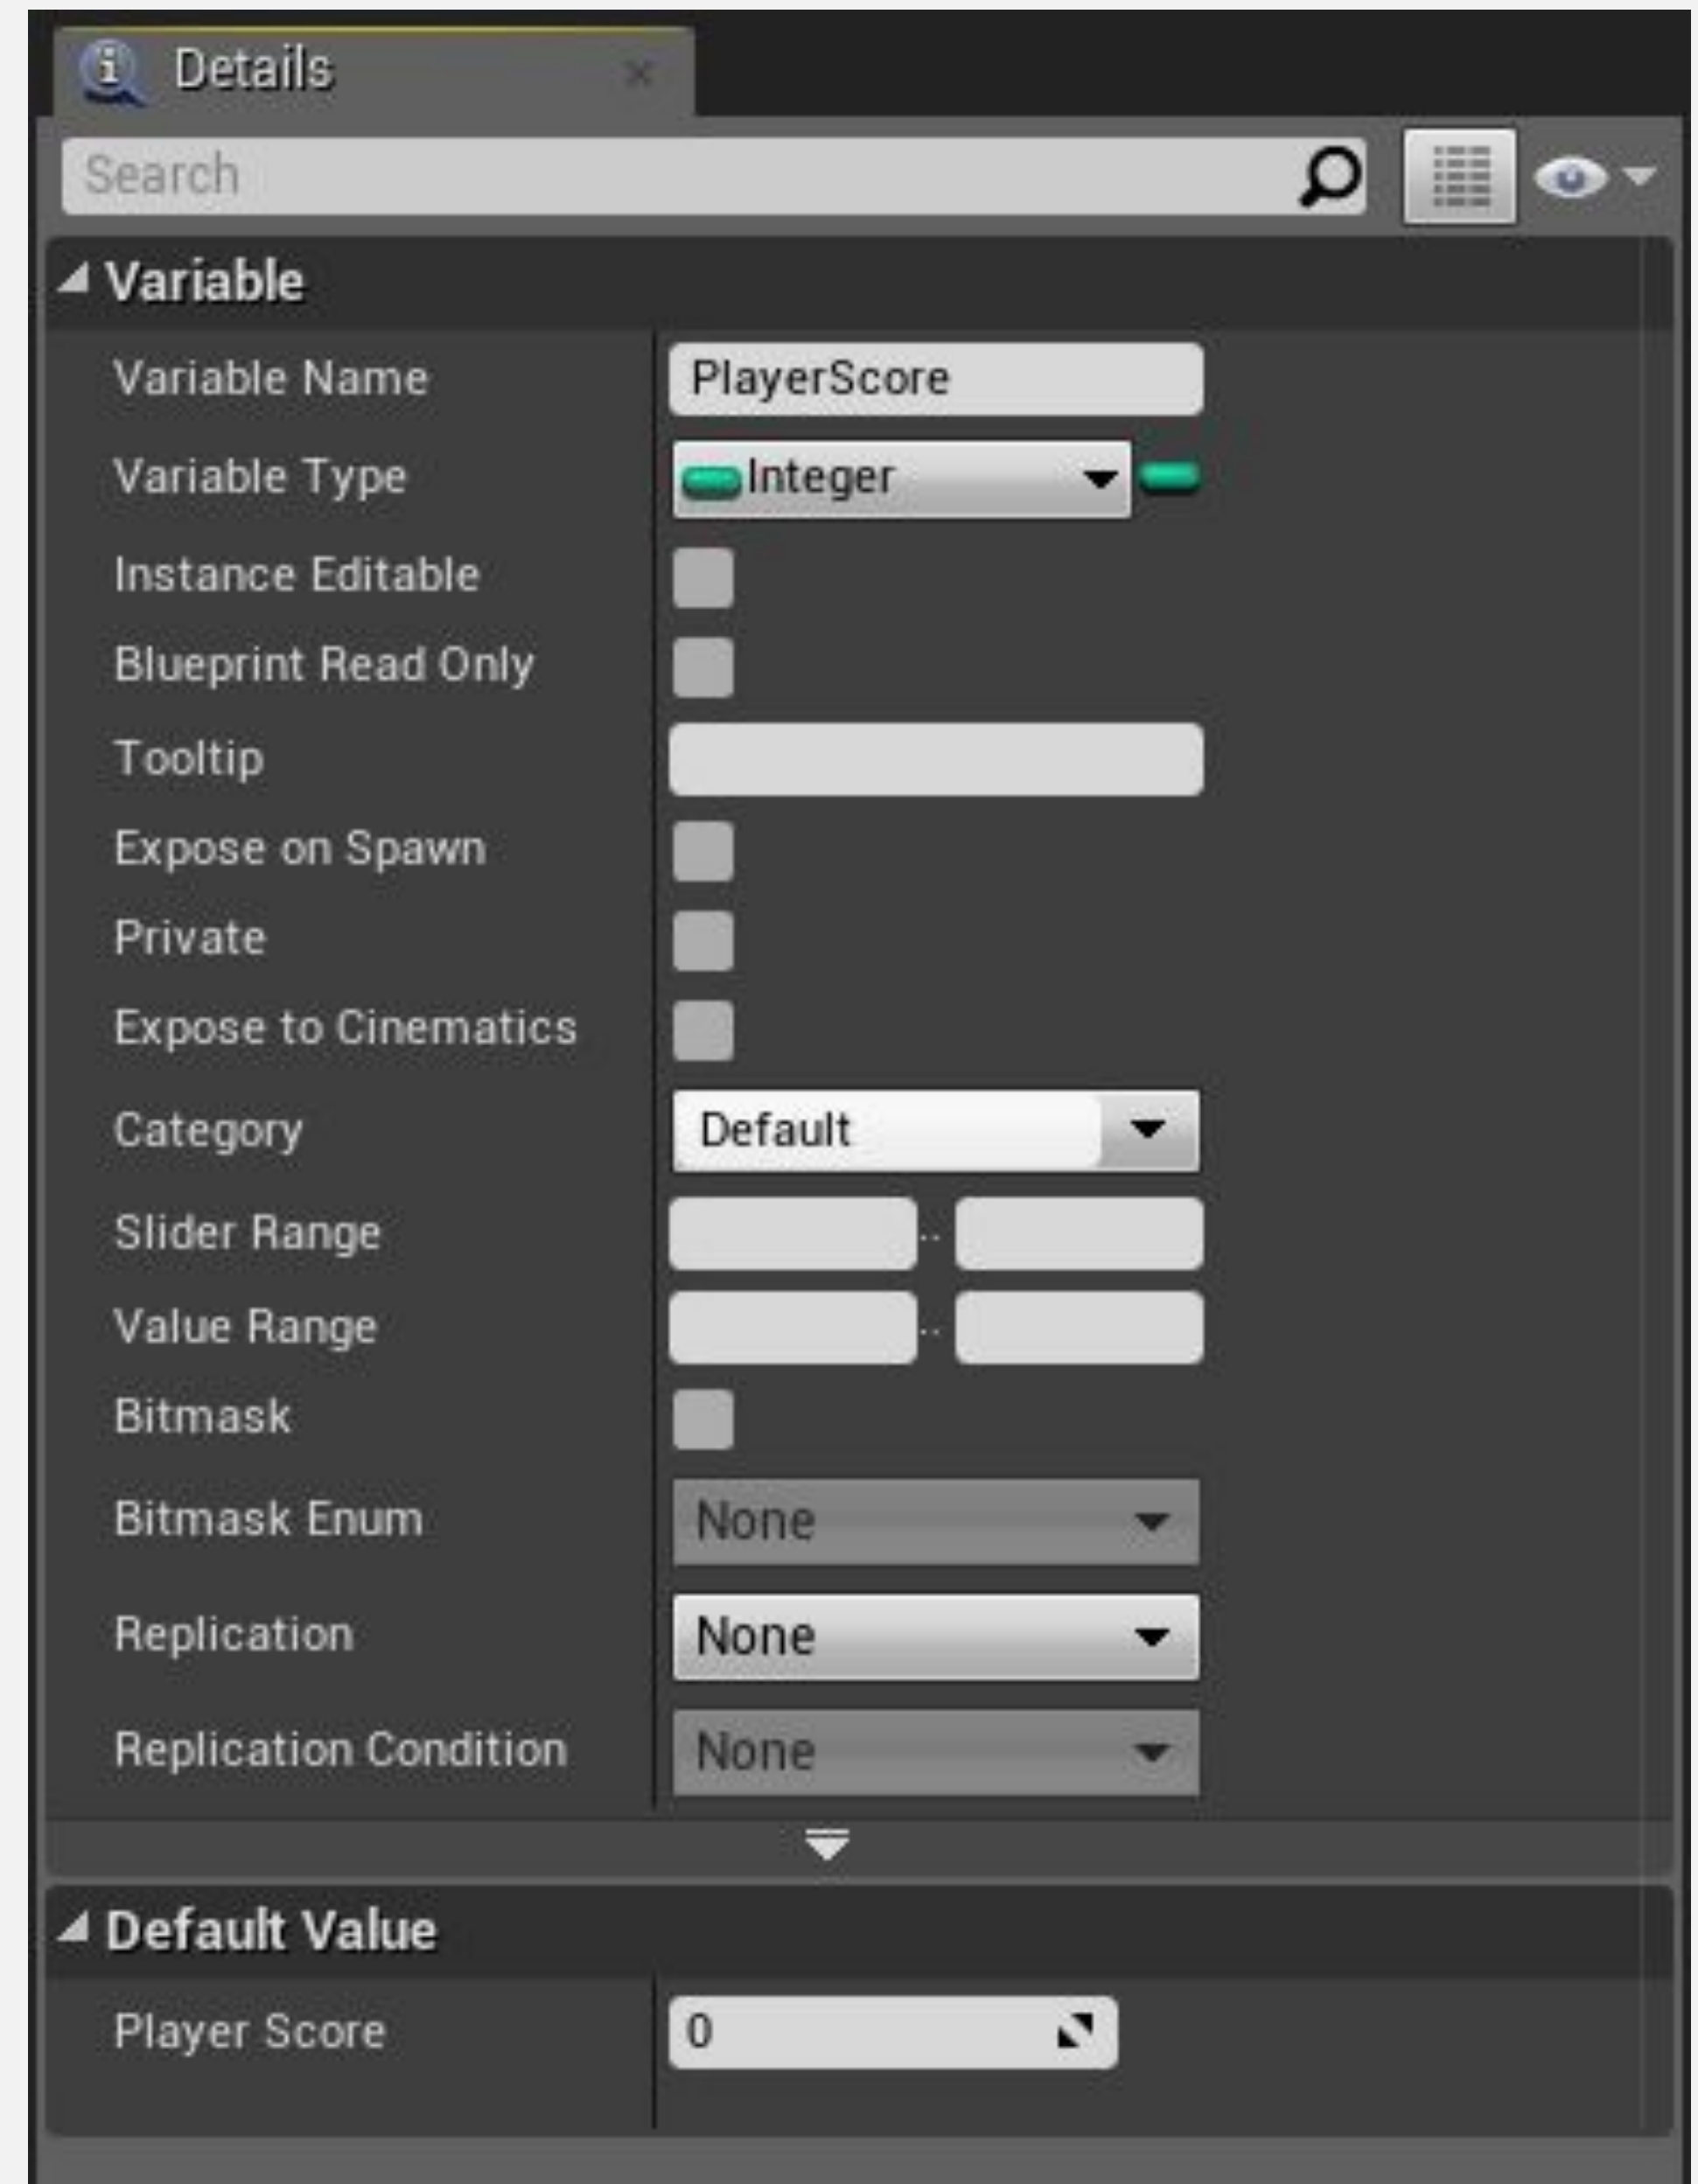 Details
Search
Variable
Variable Name PlayerScore
Variable Type Integer
Instance Editable
Blueprint Read Only
Tooltip
Expose on Spawn
Private
Expose to Cinematics
Category Default
Slider Range ..
Value Range ..
Bitmask
Bitmask Enum None
Replication None
Replication Condition None
Default Value
Player Score 0